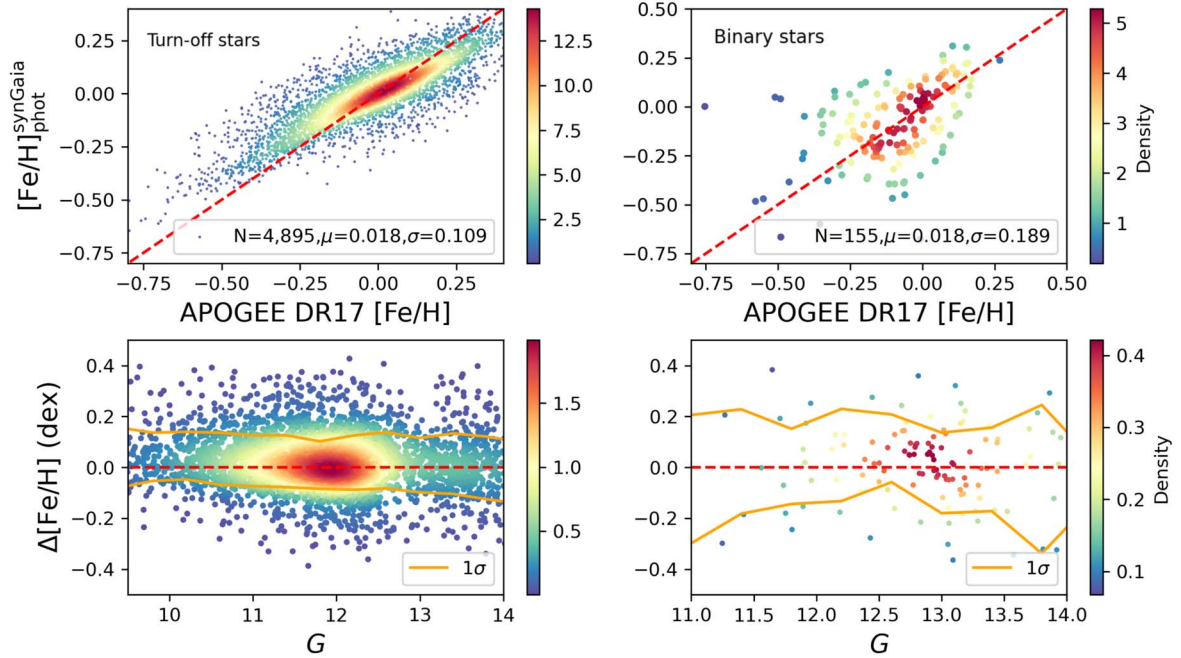 Turn-off stars
[Fe/H]^{synGaia}_{phot}
0.25
0.00
−0.25
−0.50
−0.75
N=4,895,μ=0.018,σ=0.109
−0.75 −0.50 −0.25 0.00 0.25
APOGEE DR17 [Fe/H]
12.5
10.0
7.5
5.0
2.5
Binary stars
0.50
0.25
0.00
−0.25
−0.50
−0.75
N=155,μ=0.018,σ=0.189
−0.75 −0.50 −0.25 0.00 0.25 0.50
APOGEE DR17 [Fe/H]
5
4
3
2
1
Density
Δ[Fe/H] (dex)
0.4
0.2
0.0
−0.2
−0.4
1σ
10 11 12 13 14
G
1.5
1.0
0.5
0.4
0.2
0.0
−0.2
−0.4
1σ
11.0 11.5 12.0 12.5 13.0 13.5 14.0
G
0.4
0.3
0.2
0.1
Density